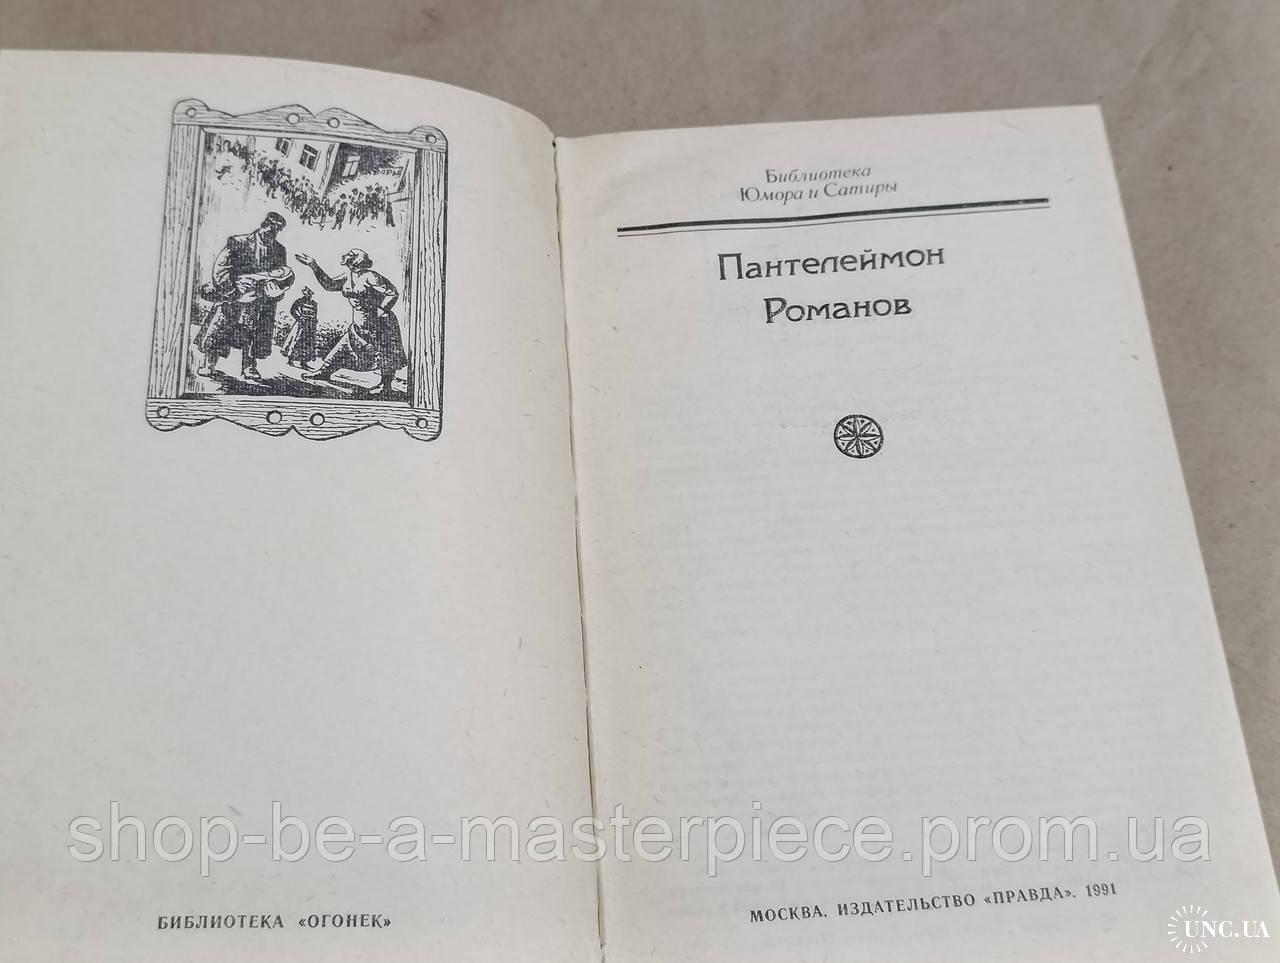 Библиотека
Юмора и Сатиры
Пантелеймон
Романов
БИБЛИОТЕКА «ОГОНЕК»
МОСКВА. ИЗДАТЕЛЬСТВО «ПРАВДА». 1991
shop-be-a-masterpiece.prom.ua
UNC.UA